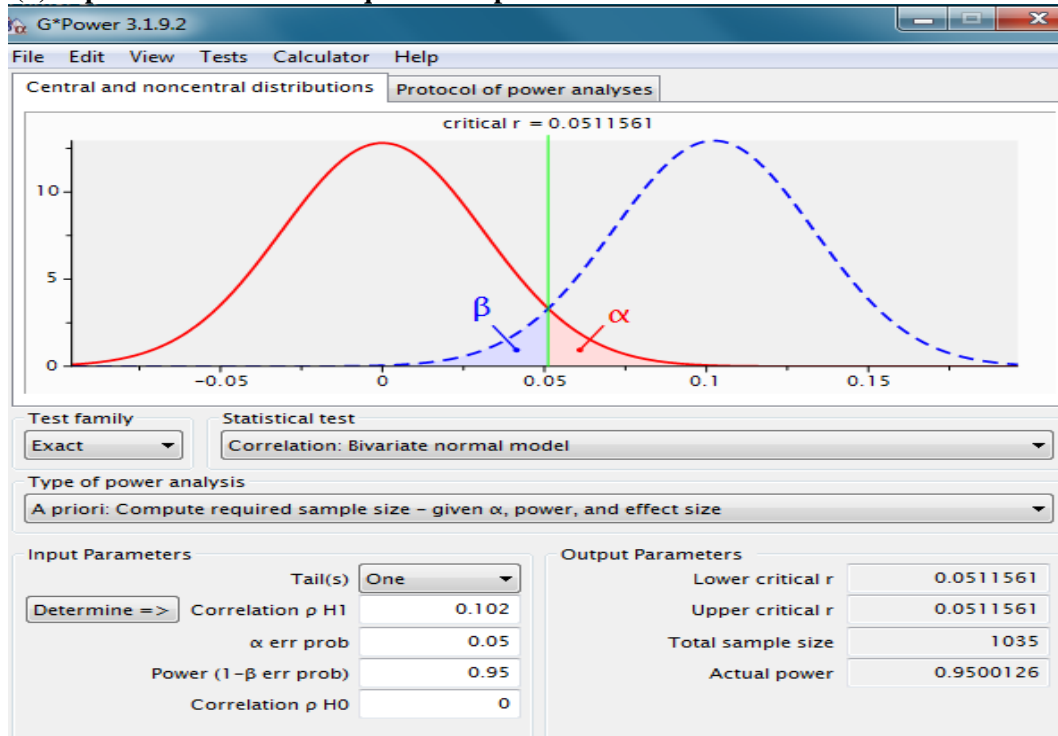 G*Power 3.1.9.2
File Edit View Tests Calculator Help
Central and noncentral distributions Protocol of power analyses
critical r = 0.0511561
10
5
0
β
α
-0.05 0 0.05 0.1 0.15
Test family Statistical test
Exact Correlation: Bivariate normal model
Type of power analysis
A priori: Compute required sample size – given α, power, and effect size
Input Parameters
Tail(s) One
Determine => Correlation ρ H1 0.102
α err prob 0.05
Power (1-β err prob) 0.95
Correlation ρ H0 0
Output Parameters
Lower critical r 0.0511561
Upper critical r 0.0511561
Total sample size 1035
Actual power 0.9500126